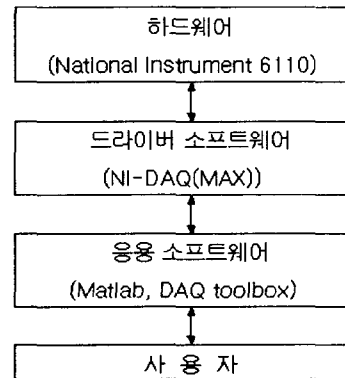 하드웨어
(National Instrument 6110)
드라이버 소프트웨어
(NI-DAQ(MAX))
응용 소프트웨어
(Matlab, DAQ toolbox)
사 용 자